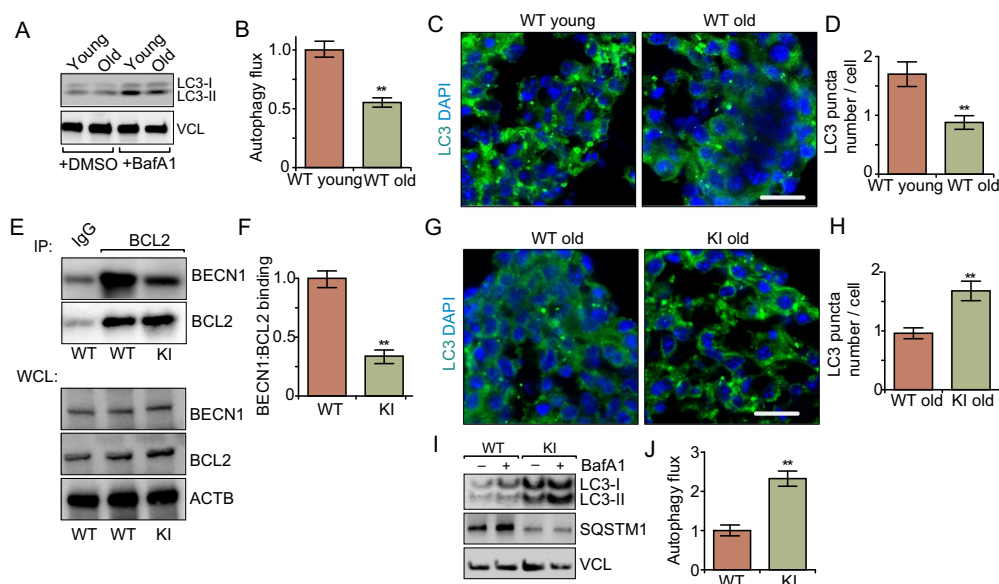 A
Young
Old
Young
Old
LC3-I
LC3-II
VCL
+DMSO
+BafA1
B
Autophagy flux
1.0
0.5
0
**
WT young
WT old
C
WT young
WT old
LC3 DAPI
D
LC3 puncta
number / cell
2
1
0
**
WT young
WT old
E
IP:
IgG
BCL2
BECN1
BCL2
WT
WT
KI
WCL:
BECN1
BCL2
ACTB
WT
WT
KI
F
BECN1:BCL2 binding
1.0
0.5
0
**
WT
KI
G
WT old
KI old
LC3 DAPI
H
LC3 puncta
number / cell
2
1
0
**
WT old
KI old
I
WT
KI
– + – + BafA1
LC3-I
LC3-II
SQSTM1
VCL
J
Autophagy flux
3
2
1
0
**
WT
KI